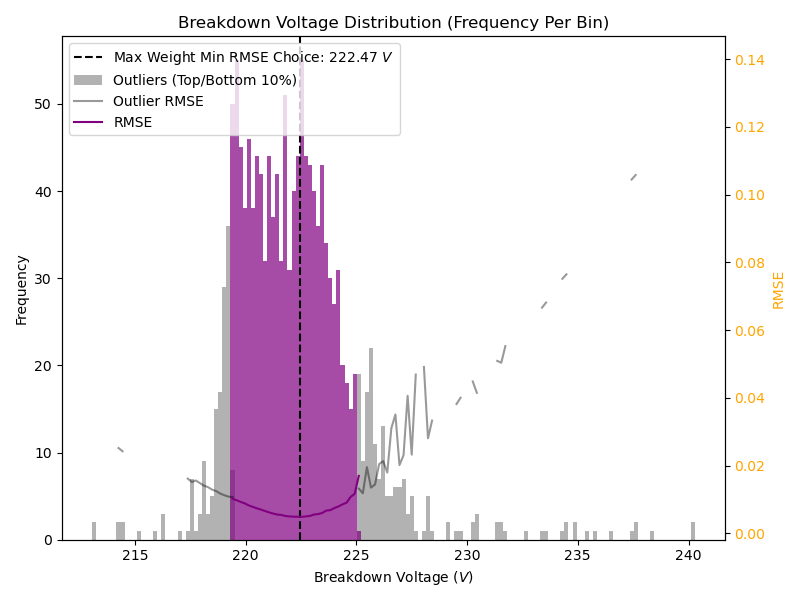 Breakdown Voltage Distribution (Frequency Per Bin)
Max Weight Min RMSE Choice: 222.47 V
Outliers (Top/Bottom 10%)
Outlier RMSE
RMSE
Frequency
0
10
20
30
40
50
215
220
225
230
235
240
Breakdown Voltage (V)
0.14
0.12
0.10
0.08
0.06
0.04
0.02
0.00
RMSE